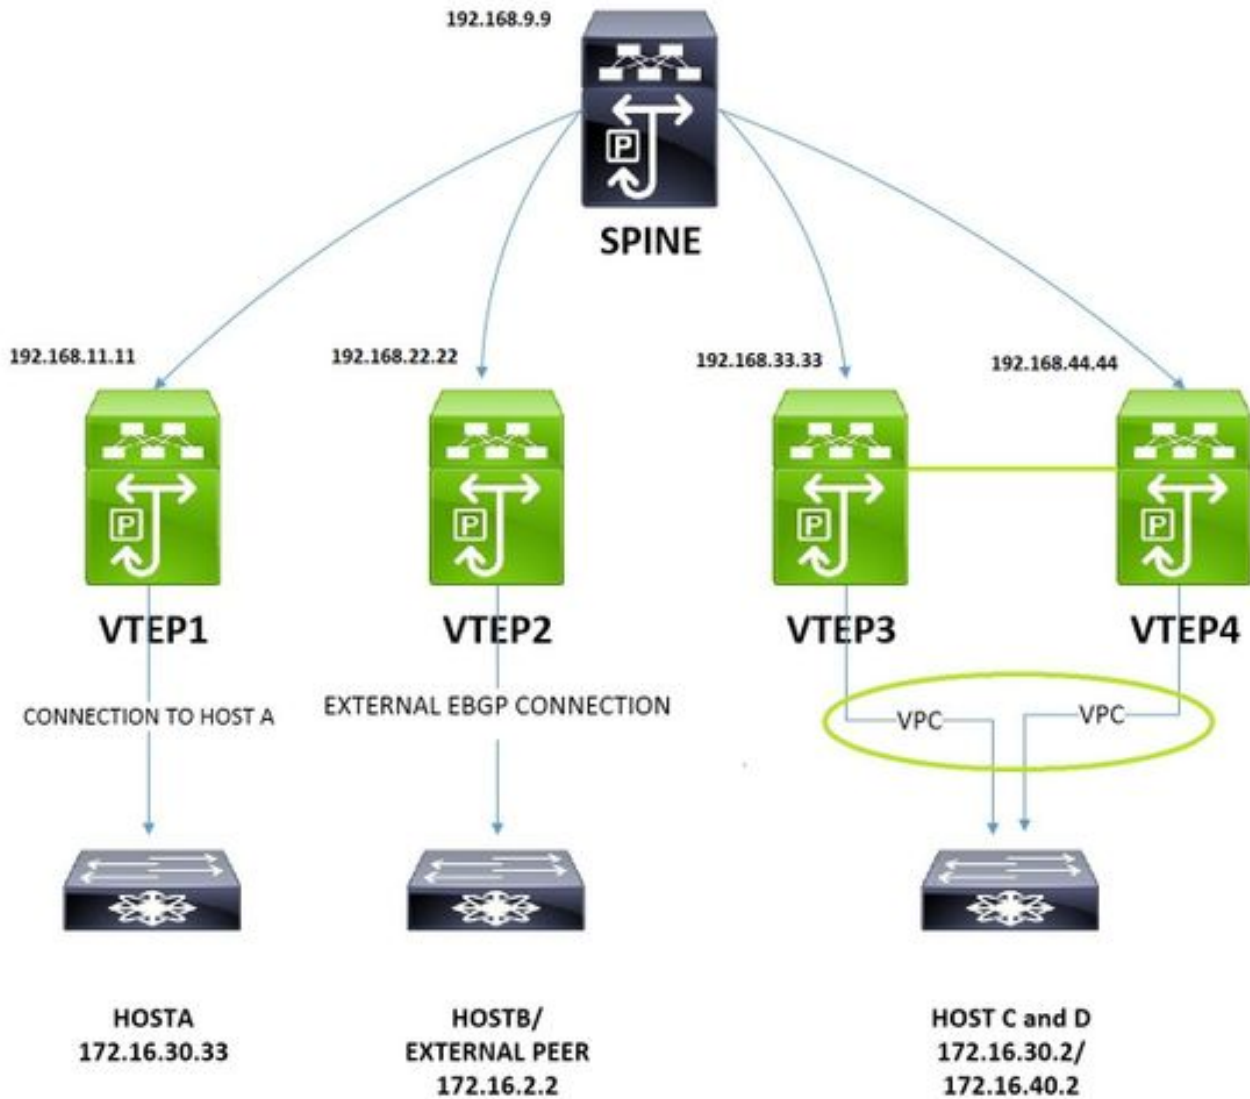 192.168.9.9
P
SPINE
192.168.11.11
192.168.22.22
192.168.33.33
192.168.44.44
P
P
P
P
VTEP1
VTEP2
VTEP3
VTEP4
CONNECTION TO HOST A
EXTERNAL EBGP CONNECTION
VPC
VPC
HOSTA
172.16.30.33
HOSTB/
EXTERNAL PEER
172.16.2.2
HOST C and D
172.16.30.2/
172.16.40.2